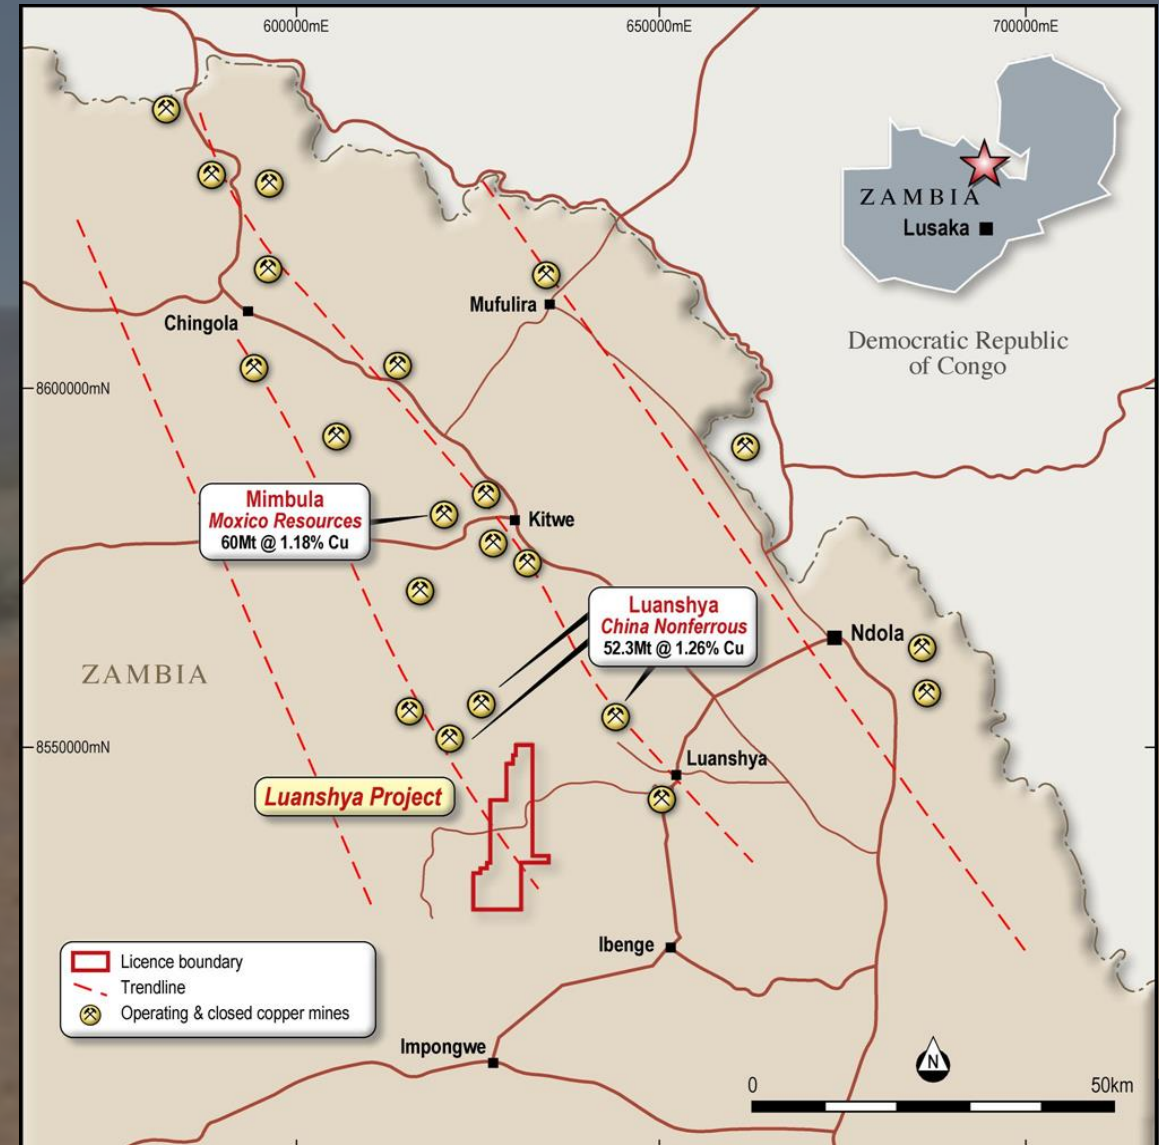 600000mE
650000mE
700000mE
ZAMBIA
Lusaka
Democratic Republic
of Congo
Mufulira
Chingola
8600000mN
Mimbula
Moxico Resources
60Mt @ 1.18% Cu
Kitwe
Luanshya
China Nonferrous
52.3Mt @ 1.26% Cu
Ndola
ZAMBIA
8550000mN
Luanshya
Luanshya Project
Ibenge
Licence boundary
Trendline
Operating & closed copper mines
Impongwe
N
0
50km